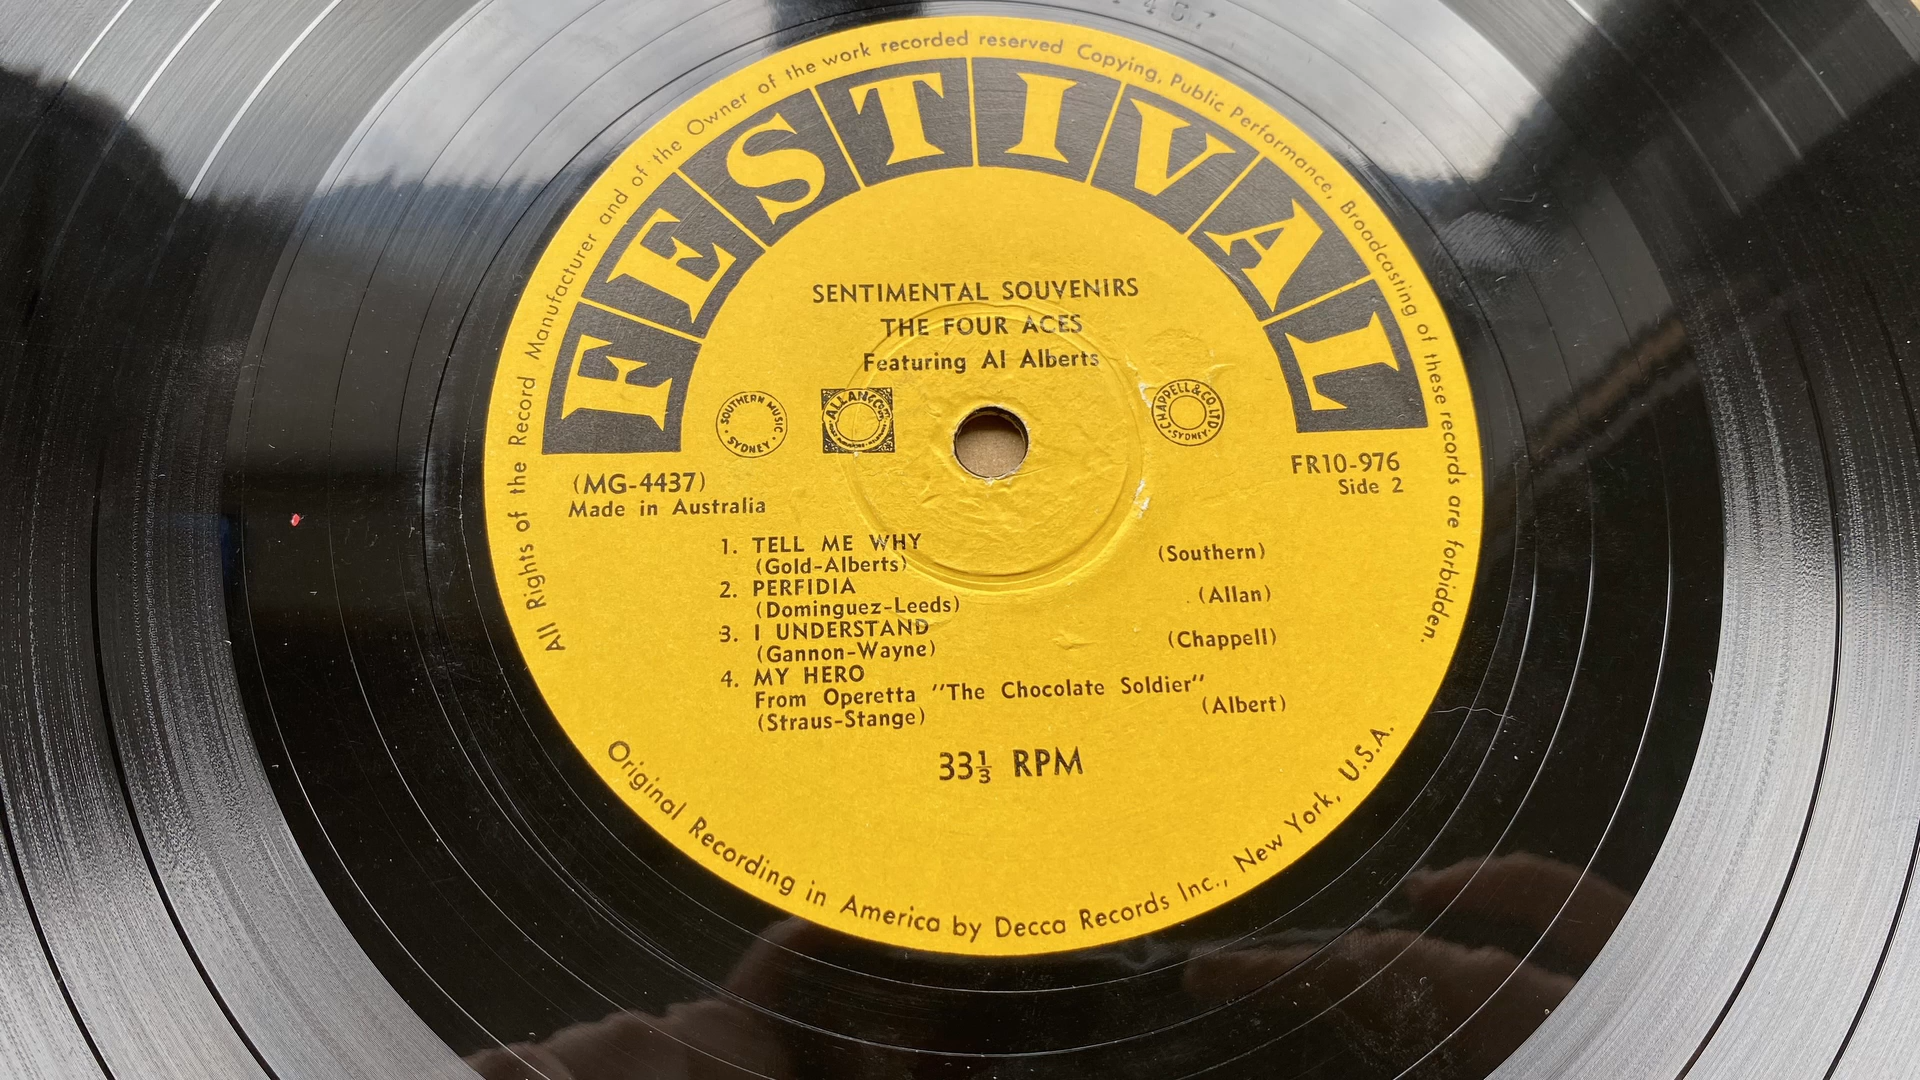 All Rights of the Record Manufacturer and of the Owner of the work recorded reserved Copying, Public Performance, Broadcasting of these records are forbidden.
FESTIVAL
SENTIMENTAL SOUVENIRS
THE FOUR ACES
Featuring Al Alberts
SOUTHERN MUSIC · SYDNEY ·
ALLAN & Co
CHAPPELL & CO. LTD. · SYDNEY ·
(MG-4437)
Made in Australia
FR10-976
Side 2
1. TELL ME WHY (Southern)
(Gold-Alberts)
2. PERFIDIA (Allan)
(Dominguez-Leeds)
3. I UNDERSTAND (Chappell)
(Gannon-Wayne)
4. MY HERO
From Operetta "The Chocolate Soldier"
(Straus-Stange) (Albert)
33⅓ RPM
Original Recording in America by Decca Records Inc., New York, U.S.A.